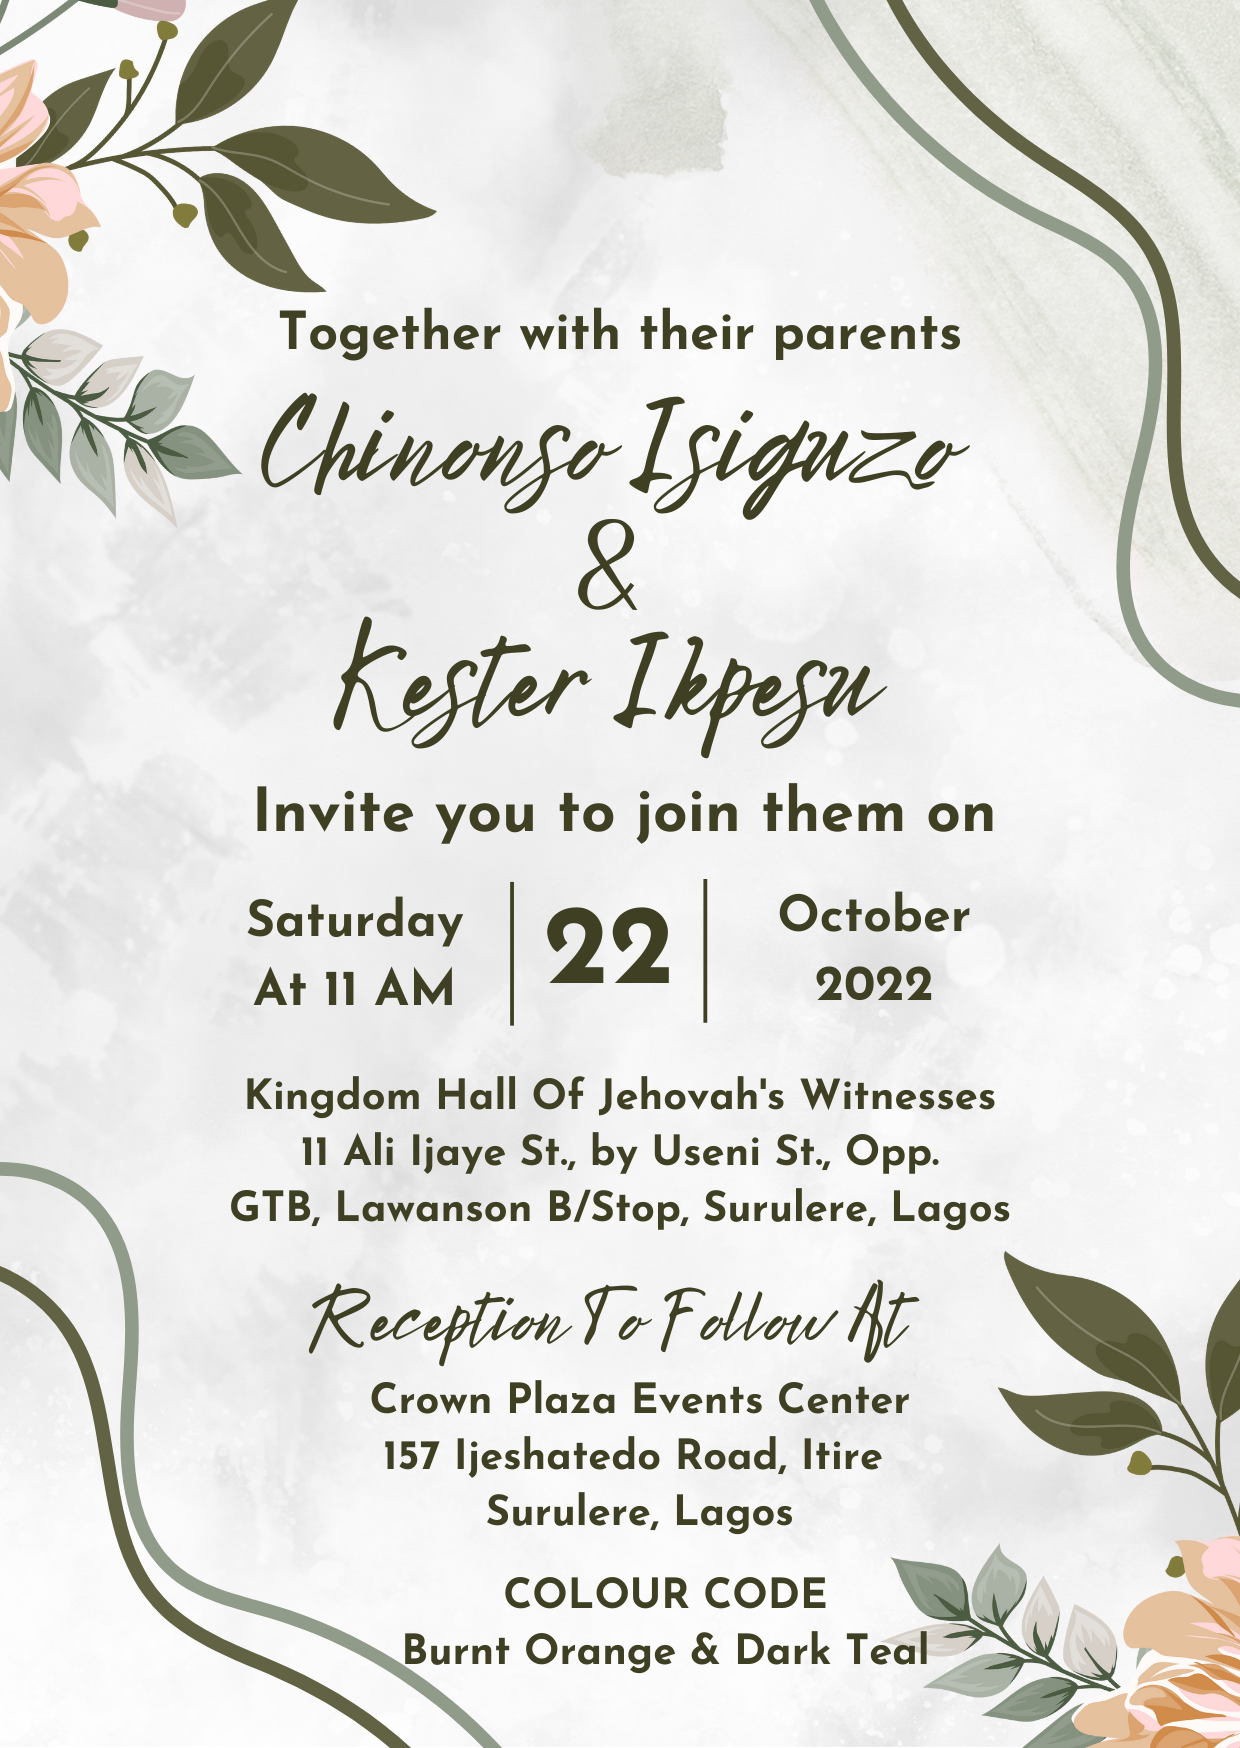 Together with their parents
Chinonso Isiguzo
&
Kester Ikpesu
Invite you to join them on
Saturday
At 11 AM
22
October
2022
Kingdom Hall Of Jehovah's Witnesses
11 Ali Ijaye St., by Useni St., Opp.
GTB, Lawanson B/Stop, Surulere, Lagos
Reception To Follow At
Crown Plaza Events Center
157 Ijeshatedo Road, Itire
Surulere, Lagos
COLOUR CODE
Burnt Orange & Dark Teal